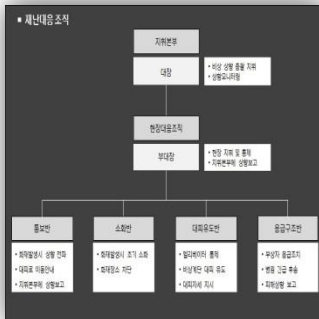 ▪ 재난대응 조직
지휘본부
대장
• 비상 상황 총괄 지휘
• 상황모니터링
현장대응조직
부대장
• 현장 지휘 및 통제
• 지휘본부에 상황보고
통보반
• 화재발생시 상황 전파
• 대피로 이용안내
• 지휘본부에 상황보고
소화반
• 화재발생시 초기 소화
• 화재장소 차단
대피유도반
• 엘리베이터 통제
• 비상계단 대피 유도
• 대피자세 지시
응급구조반
• 부상자 응급조치
• 병원 긴급 후송
• 피해상황 보고